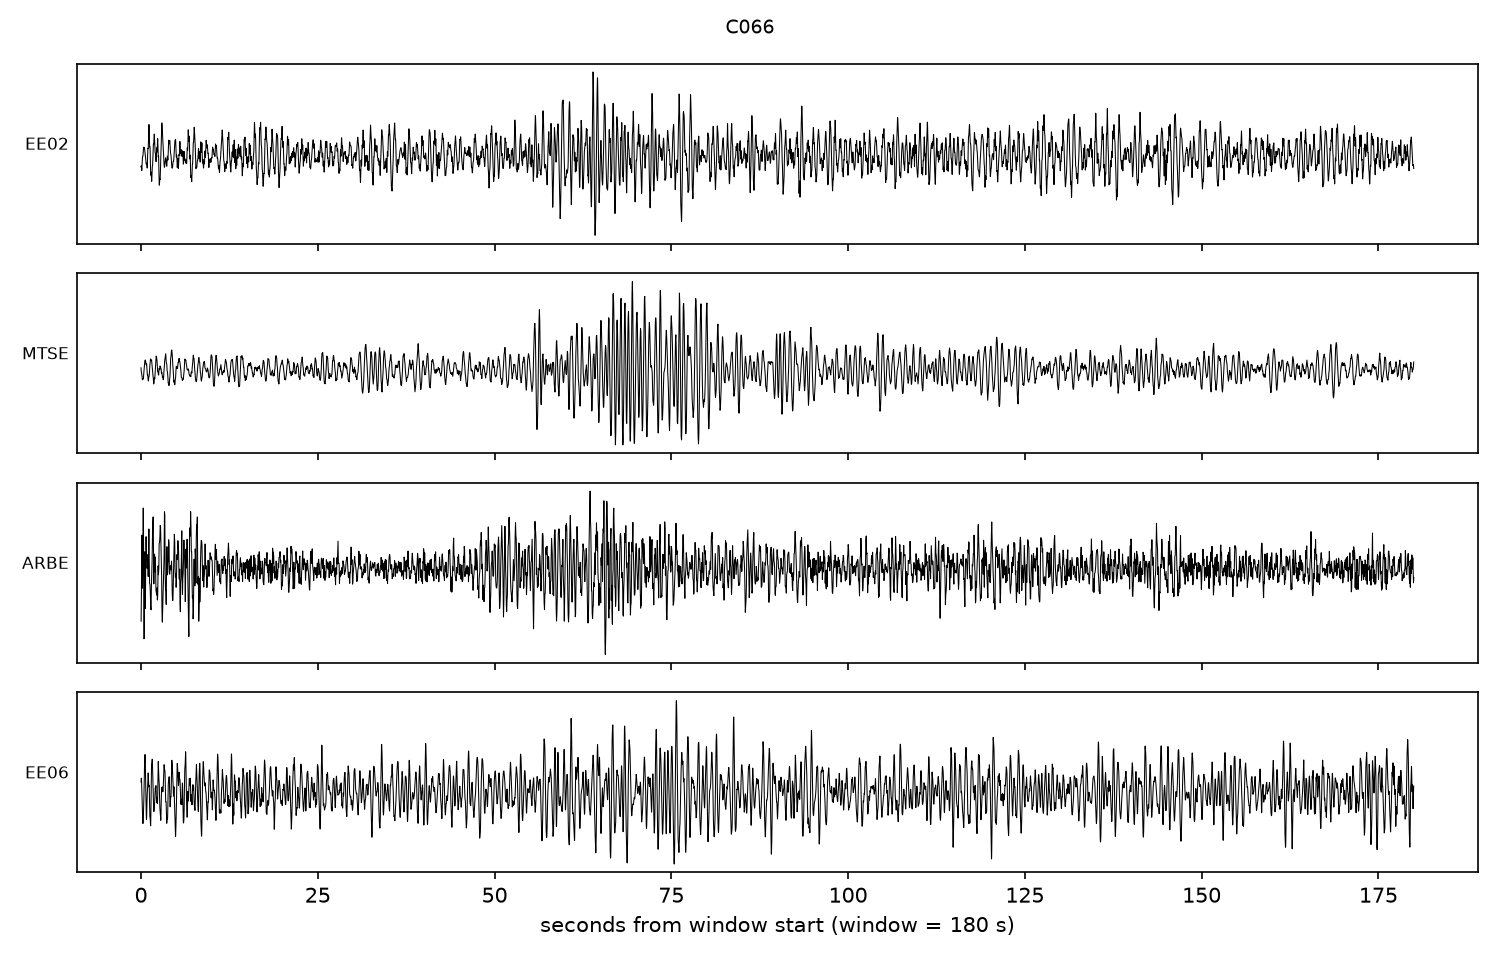 C066
EE02
MTSE
ARBE
EE06
0 25 50 75 100 125 150 175
seconds from window start (window = 180 s)